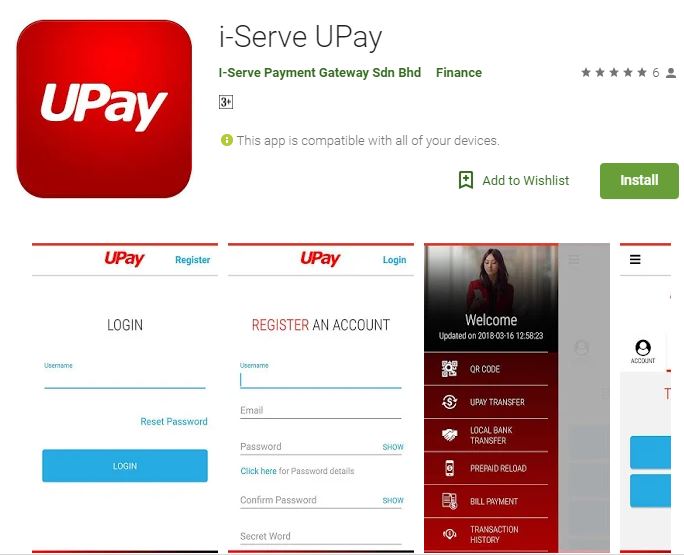 UPay
i-Serve UPay
I-Serve Payment Gateway Sdn Bhd Finance
6
3+
This app is compatible with all of your devices.
Add to Wishlist
Install
UPay Register
LOGIN
Username
Reset Password
LOGIN
UPay Login
REGISTER AN ACCOUNT
Username
Email
Password SHOW
Click here for Password details
Confirm Password SHOW
Secret Word
Welcome
Updated on 2018-03-16 12:58:23
QR CODE
UPAY TRANSFER
LOCAL BANK
TRANSFER
PREPAID RELOAD
BILL PAYMENT
TRANSACTION
HISTORY
ACCOUNT